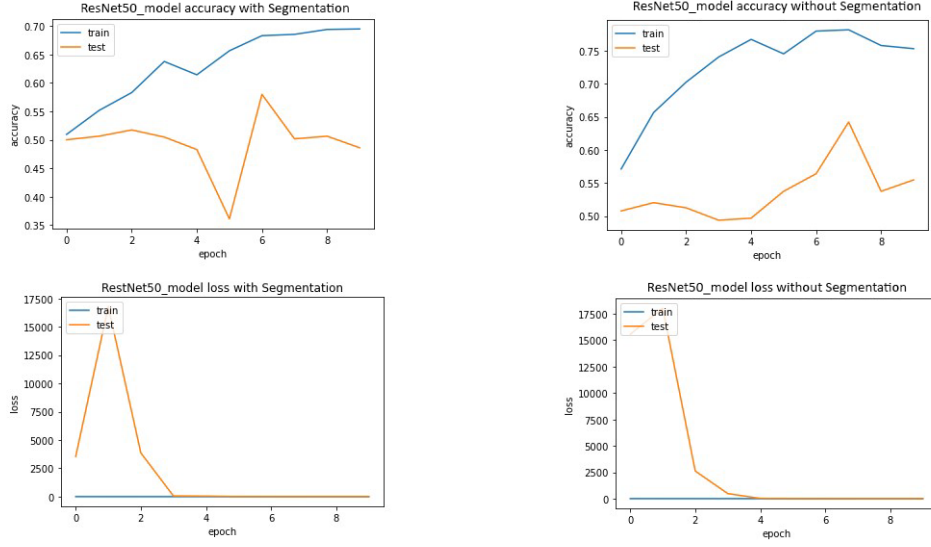 ResNet50_model accuracy with Segmentation
0.70
0.65
0.60
0.55
0.50
0.45
0.40
0.35
accuracy
train
test
0 2 4 6 8
epoch
ResNet50_model accuracy without Segmentation
0.75
0.70
0.65
0.60
0.55
0.50
accuracy
train
test
0 2 4 6 8
epoch
RestNet50_model loss with Segmentation
17500
15000
12500
10000
7500
5000
2500
0
loss
train
test
0 2 4 6 8
epoch
ResNet50_model loss without Segmentation
17500
15000
12500
10000
7500
5000
2500
0
loss
train
test
0 2 4 6 8
epoch